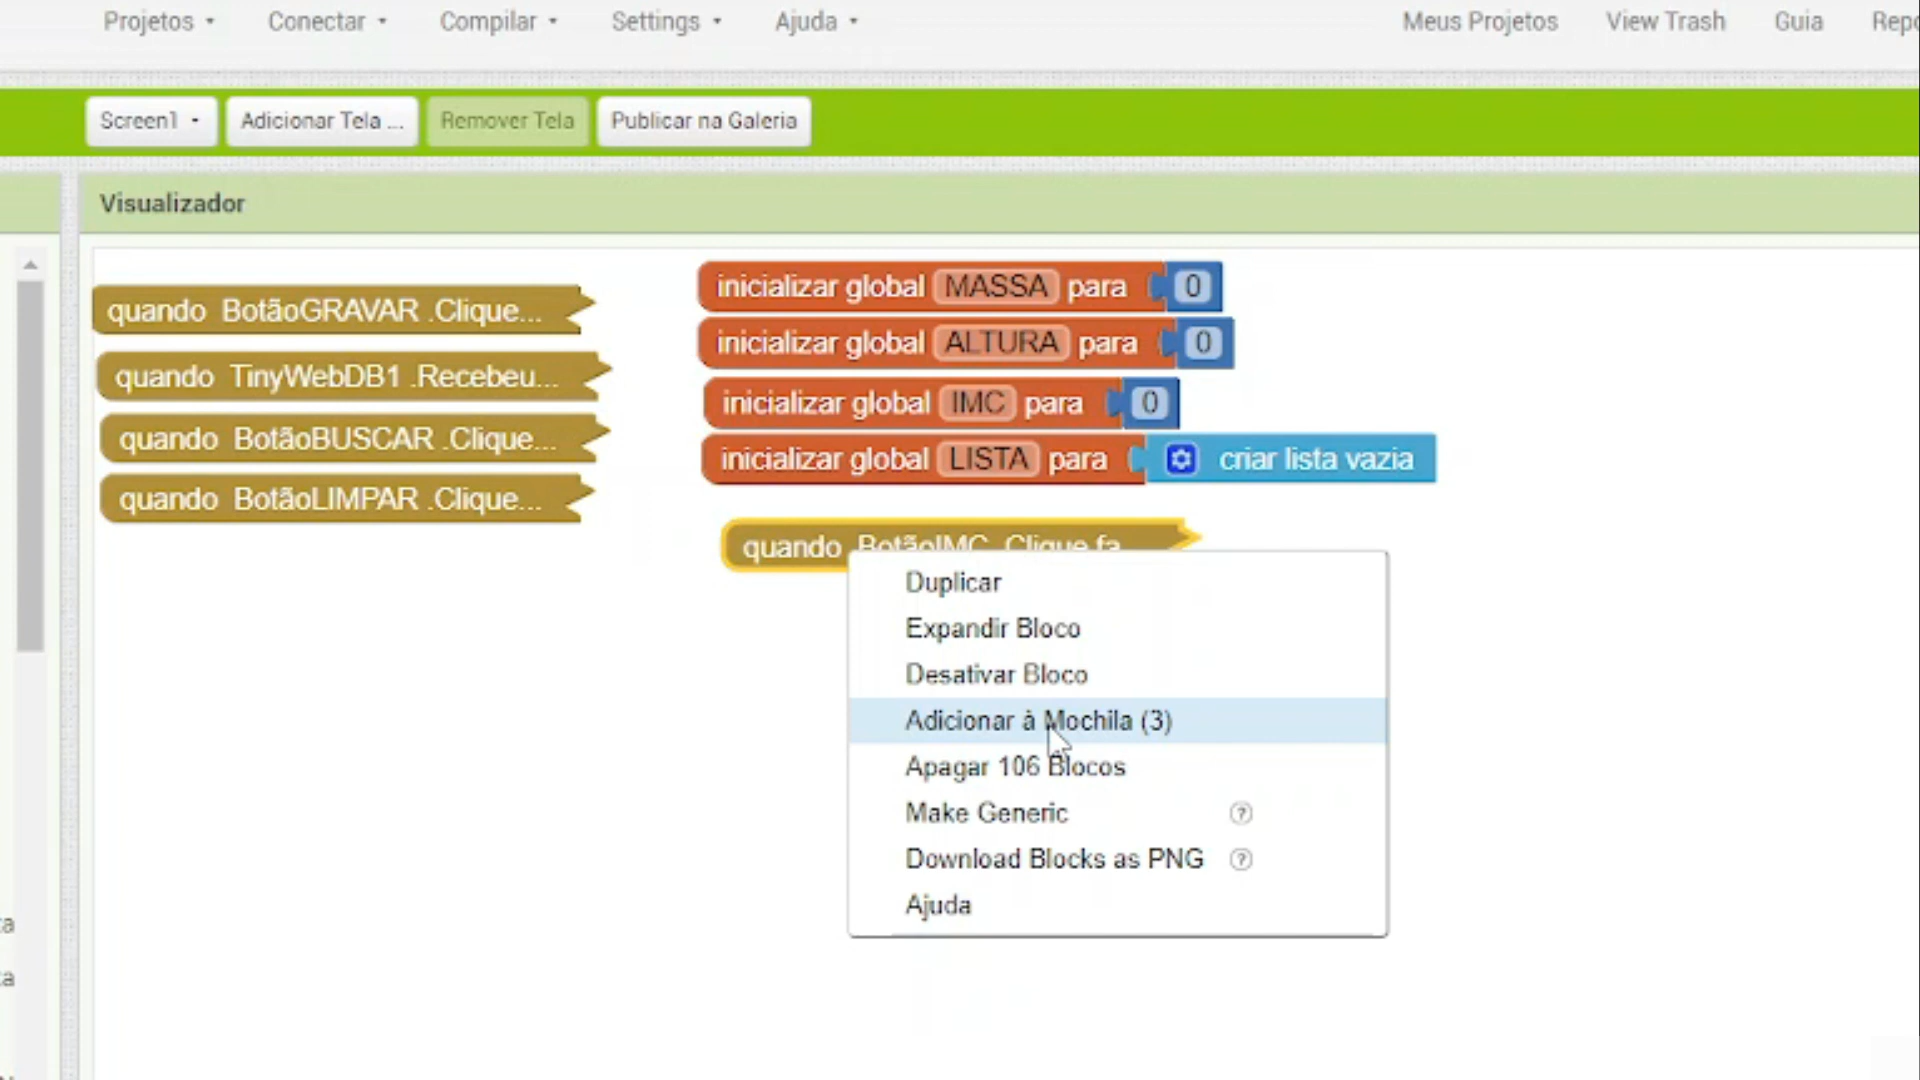 Projetos Conectar Compilar Settings Ajuda Meus Projetos View Trash Guia
Screen1 Adicionar Tela ... Remover Tela Publicar na Galeria
Visualizador
quando BotãoGRAVAR .Clique...
quando TinyWebDB1 .Recebeu...
quando BotãoBUSCAR .Clique...
quando BotãoLIMPAR .Clique...
inicializar global MASSA para 0
inicializar global ALTURA para 0
inicializar global IMC para 0
inicializar global LISTA para criar lista vazia
quando BotãoIMC .Clique fa...
Duplicar
Expandir Bloco
Desativar Bloco
Adicionar à Mochila (3)
Apagar 106 Blocos
Make Generic ?
Download Blocks as PNG ?
Ajuda